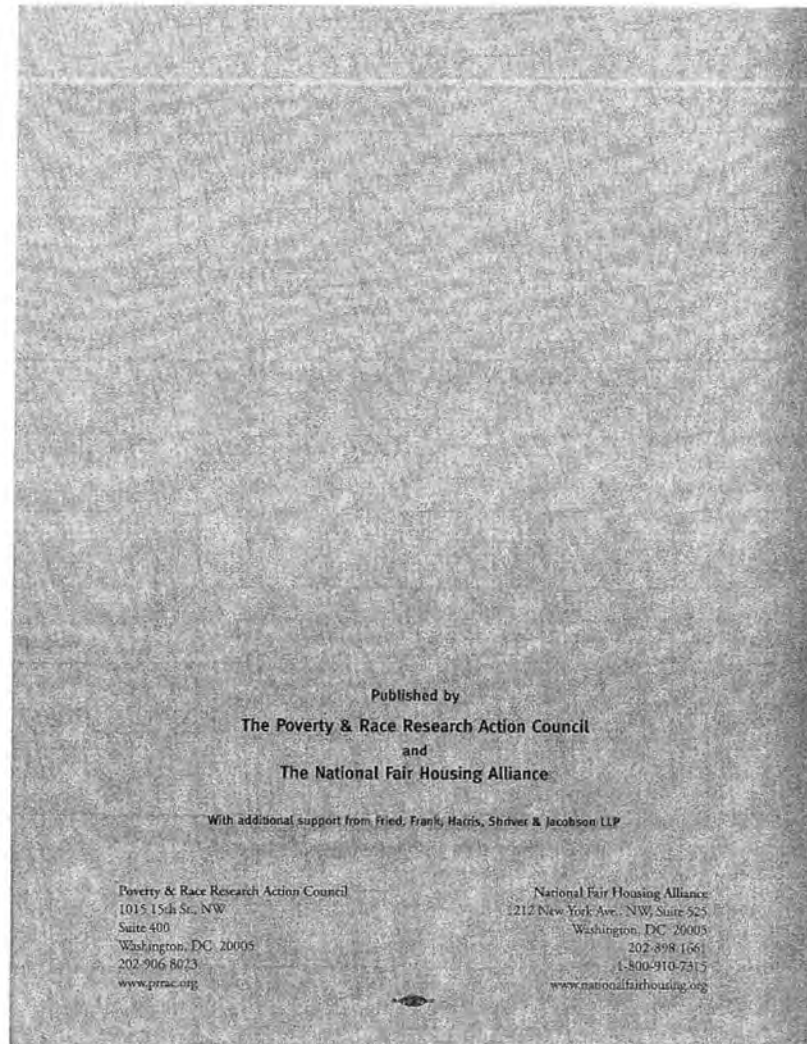 Published by
The Poverty & Race Research Action Council
and
The National Fair Housing Alliance
With additional support from Fried, Frank, Harris, Shriver & Jacobson LLP
Poverty & Race Research Action Council
1015 15th St., NW
Suite 400
Washington, DC 20005
202-906-8023
www.prrac.org
National Fair Housing Alliance
1212 New York Ave., NW, Suite 525
Washington, DC 20005
202-898-1661
1-800-910-7315
www.nationalfairhousing.org